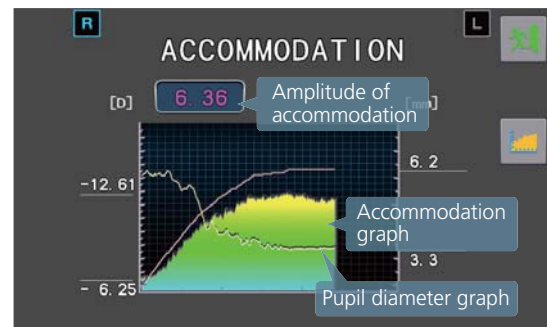 R
L
ACCOMMODATION
[D]
6.36
Amplitude of
accommodation
[mm]
6.2
-12.61
Accommodation
graph
3.3
- 6.25
Pupil diameter graph